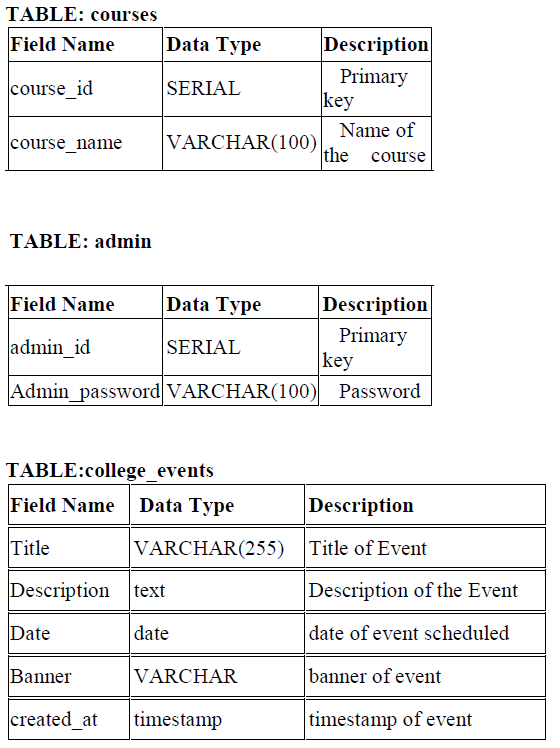 TABLE: courses
Field Name Data Type Description
course_id SERIAL Primary key
course_name VARCHAR(100) Name of the course
TABLE: admin
Field Name Data Type Description
admin_id SERIAL Primary key
Admin_password VARCHAR(100) Password
TABLE:college_events
Field Name Data Type Description
Title VARCHAR(255) Title of Event
Description text Description of the Event
Date date date of event scheduled
Banner VARCHAR banner of event
created_at timestamp timestamp of event